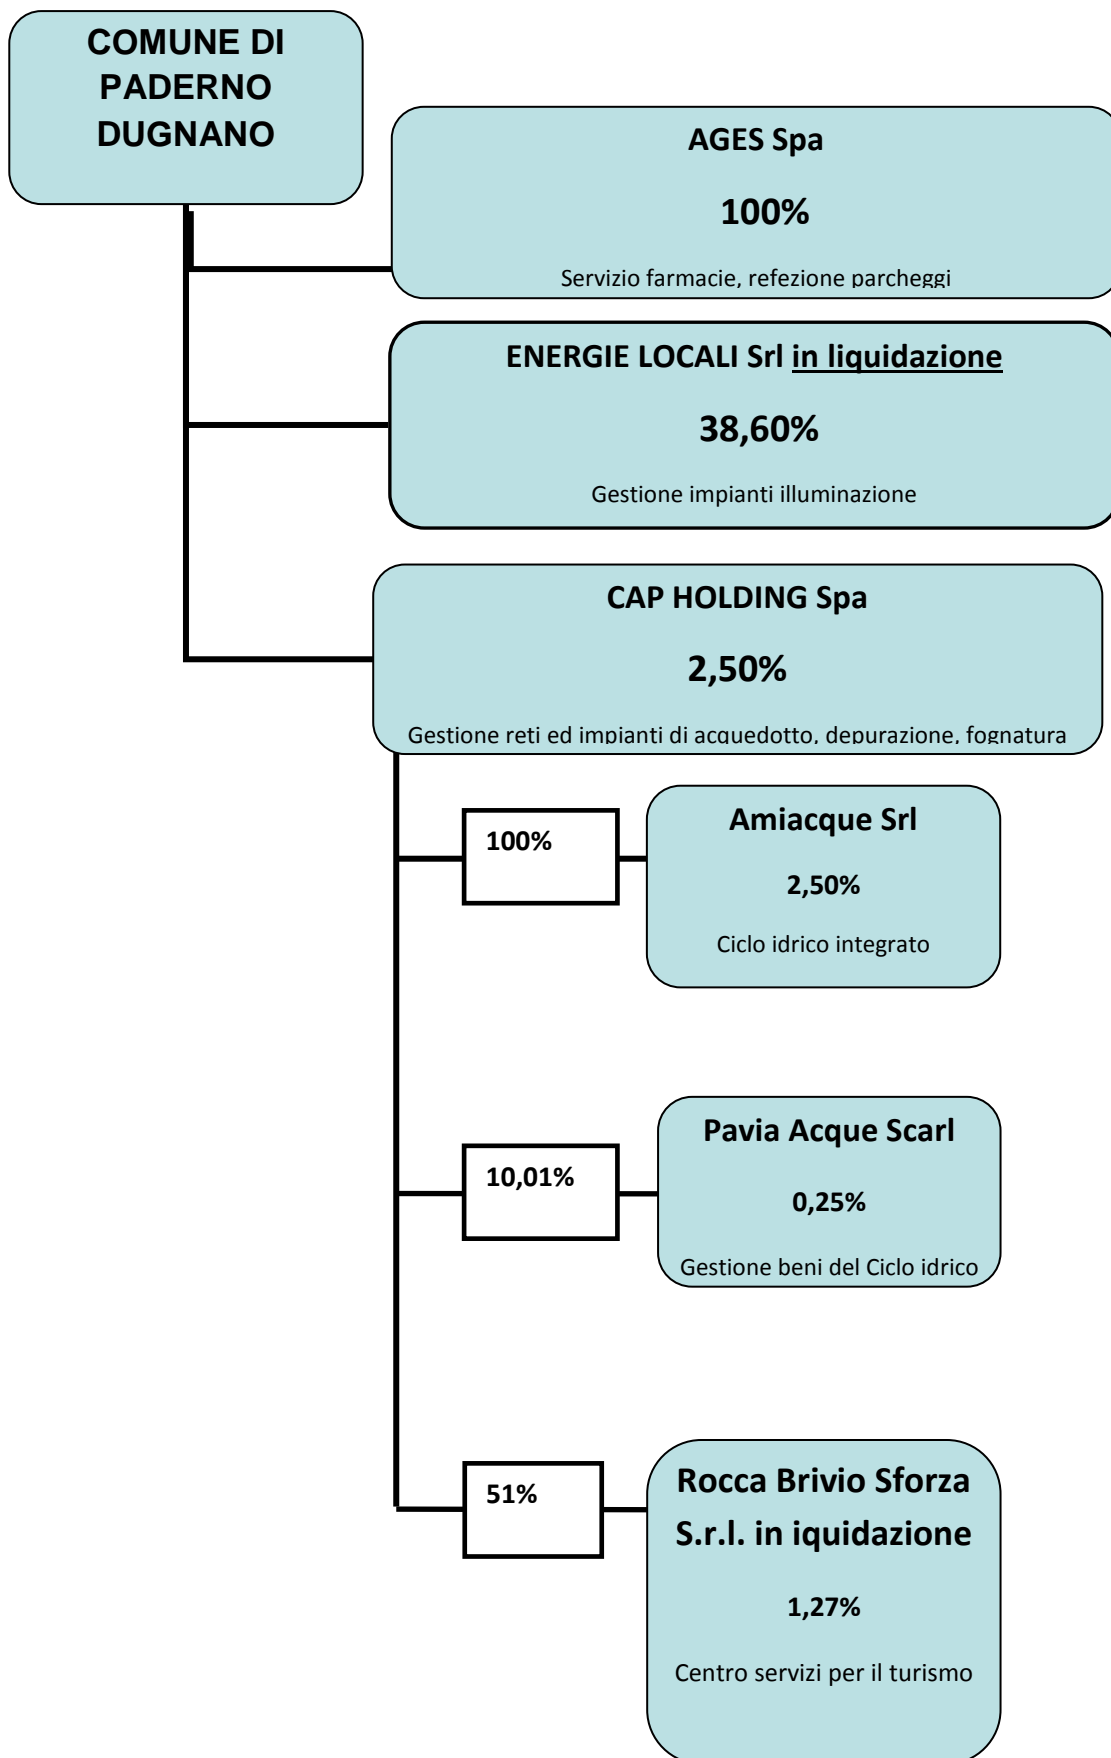 COMUNE DI
PADERNO
DUGNANO
AGES Spa
100%
Servizio farmacie, refezione parcheggi
ENERGIE LOCALI Srl in liquidazione
38,60%
Gestione impianti illuminazione
CAP HOLDING Spa
2,50%
Gestione reti ed impianti di acquedotto, depurazione, fognatura
100%
Amiacque Srl
2,50%
Ciclo idrico integrato
10,01%
Pavia Acque Scarl
0,25%
Gestione beni del Ciclo idrico
51%
Rocca Brivio Sforza
S.r.l. in iquidazione
1,27%
Centro servizi per il turismo